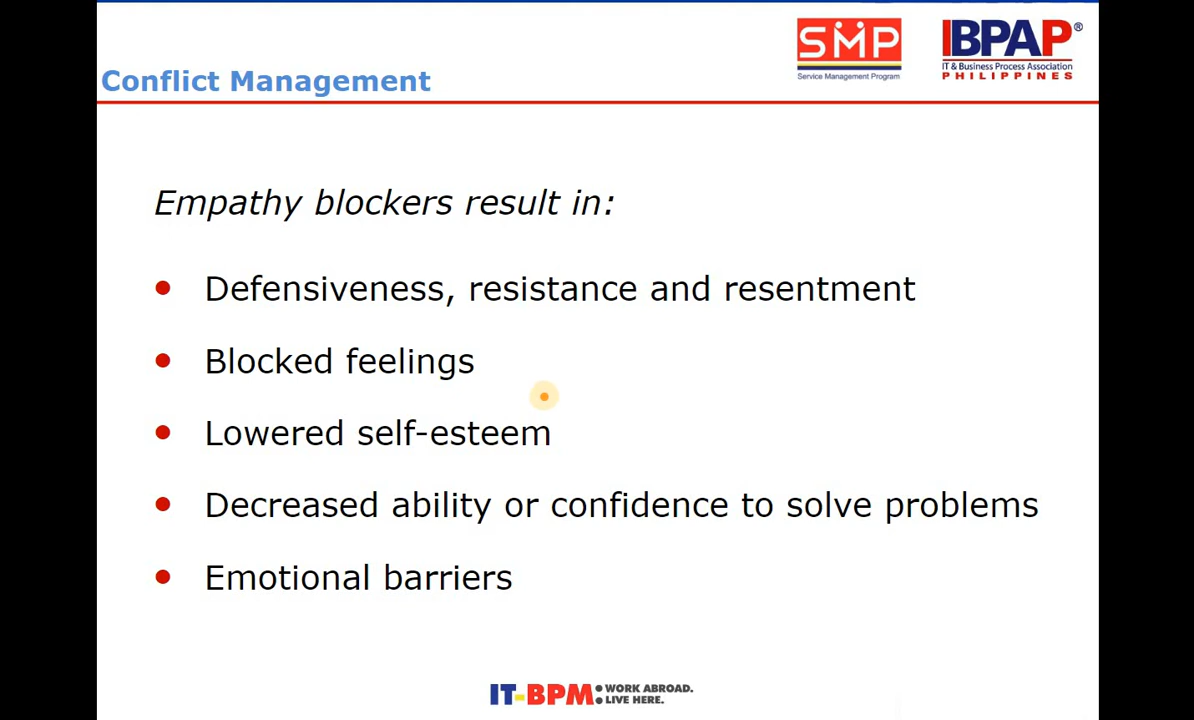 SMP
Service Management Program
IBPAP®
IT & Business Process Association
PHILIPPINES
Conflict Management
Empathy blockers result in:
• Defensiveness, resistance and resentment
• Blocked feelings
• Lowered self-esteem
• Decreased ability or confidence to solve problems
• Emotional barriers
IT-BPM: WORK ABROAD.
LIVE HERE.